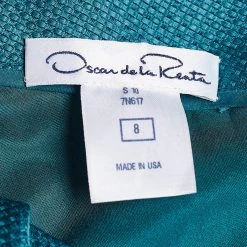 Oscar de la Renta
S 10
7N617
8
MADE IN USA